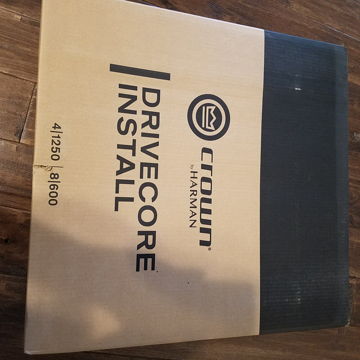 crown®
by HARMAN
DRIVECORE
INSTALL
4|1250 | 8|600